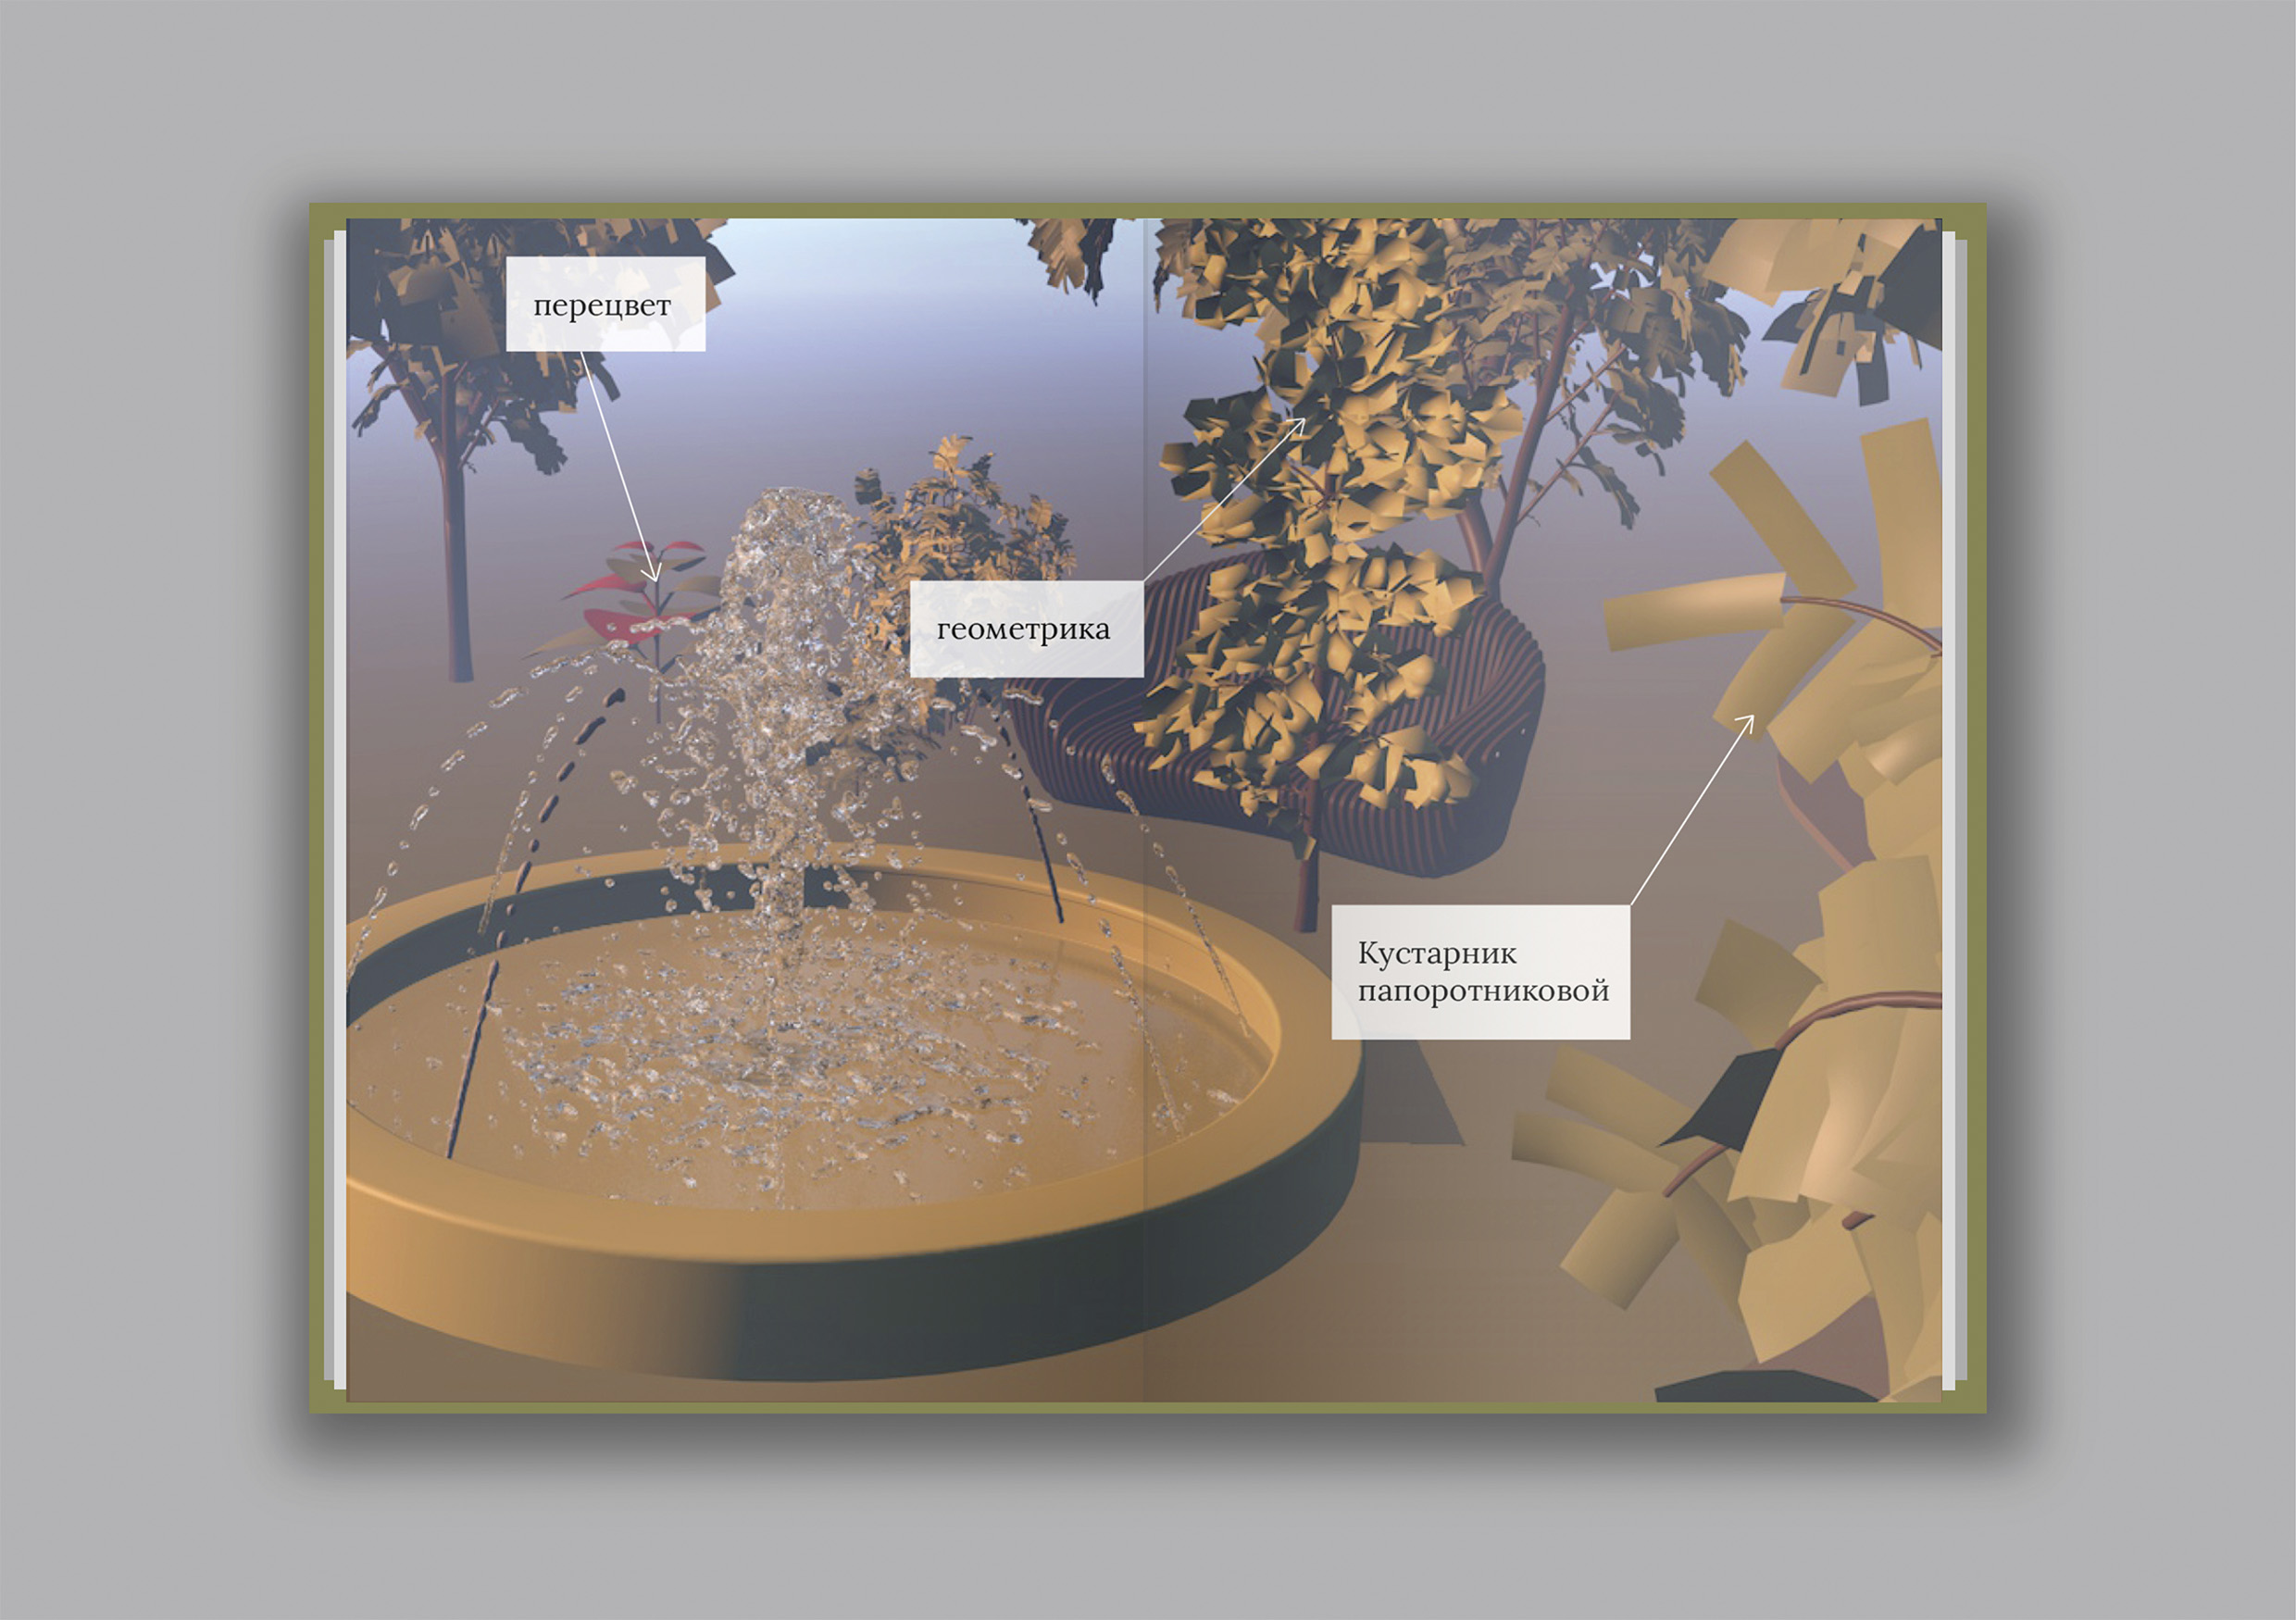 перецвет
геометрика
Кустарник
папоротниковой